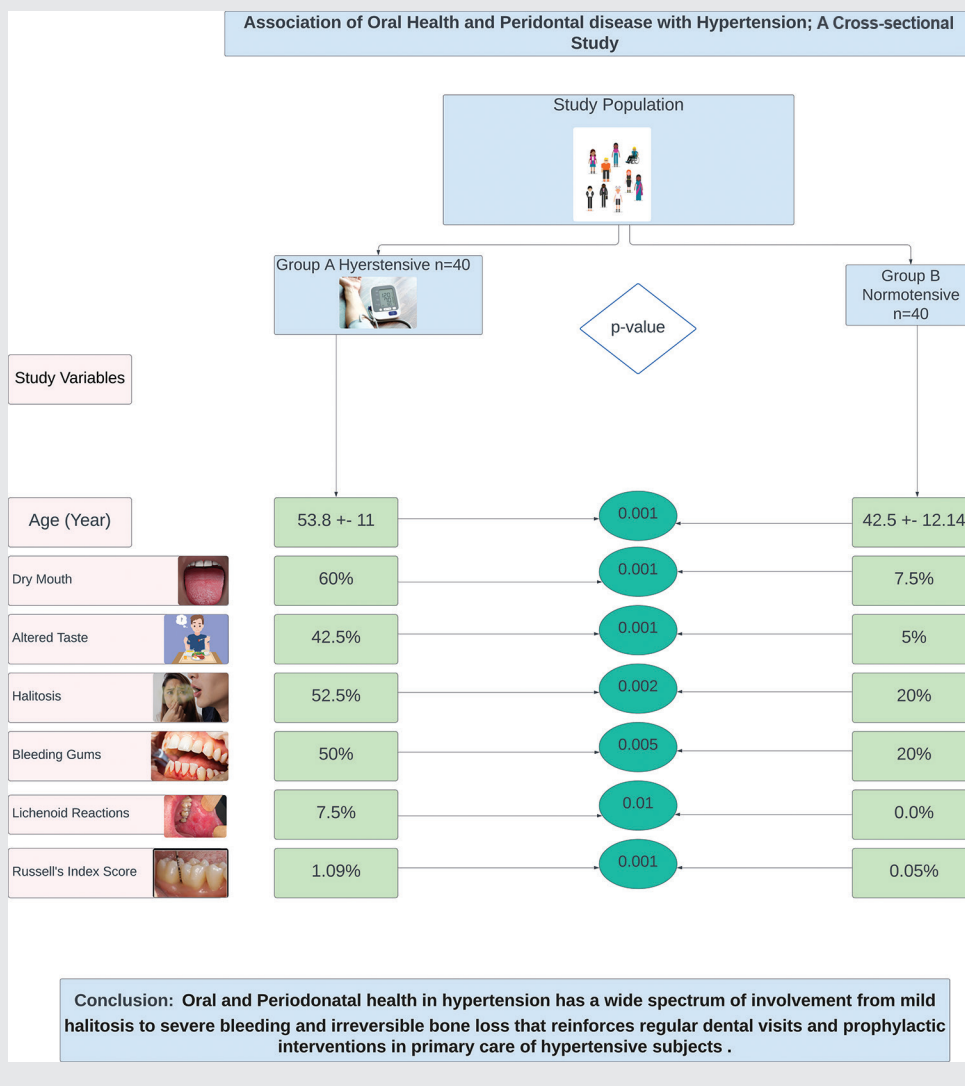 Association of Oral Health and Peridontal disease with Hypertension; A Cross-sectional
Study
Study Population
Group A Hyerstensive n=40
Group B
Normotensive
n=40
p-value
Study Variables
Age (Year)
53.8 +- 11
0.001
42.5 +- 12.14
Dry Mouth
60%
0.001
7.5%
Altered Taste
42.5%
0.001
5%
Halitosis
52.5%
0.002
20%
Bleeding Gums
50%
0.005
20%
Lichenoid Reactions
7.5%
0.01
0.0%
Russell's Index Score
1.09%
0.001
0.05%
Conclusion: Oral and Periodonatal health in hypertension has a wide spectrum of involvement from mild
halitosis to severe bleeding and irreversible bone loss that reinforces regular dental visits and prophylactic
interventions in primary care of hypertensive subjects .